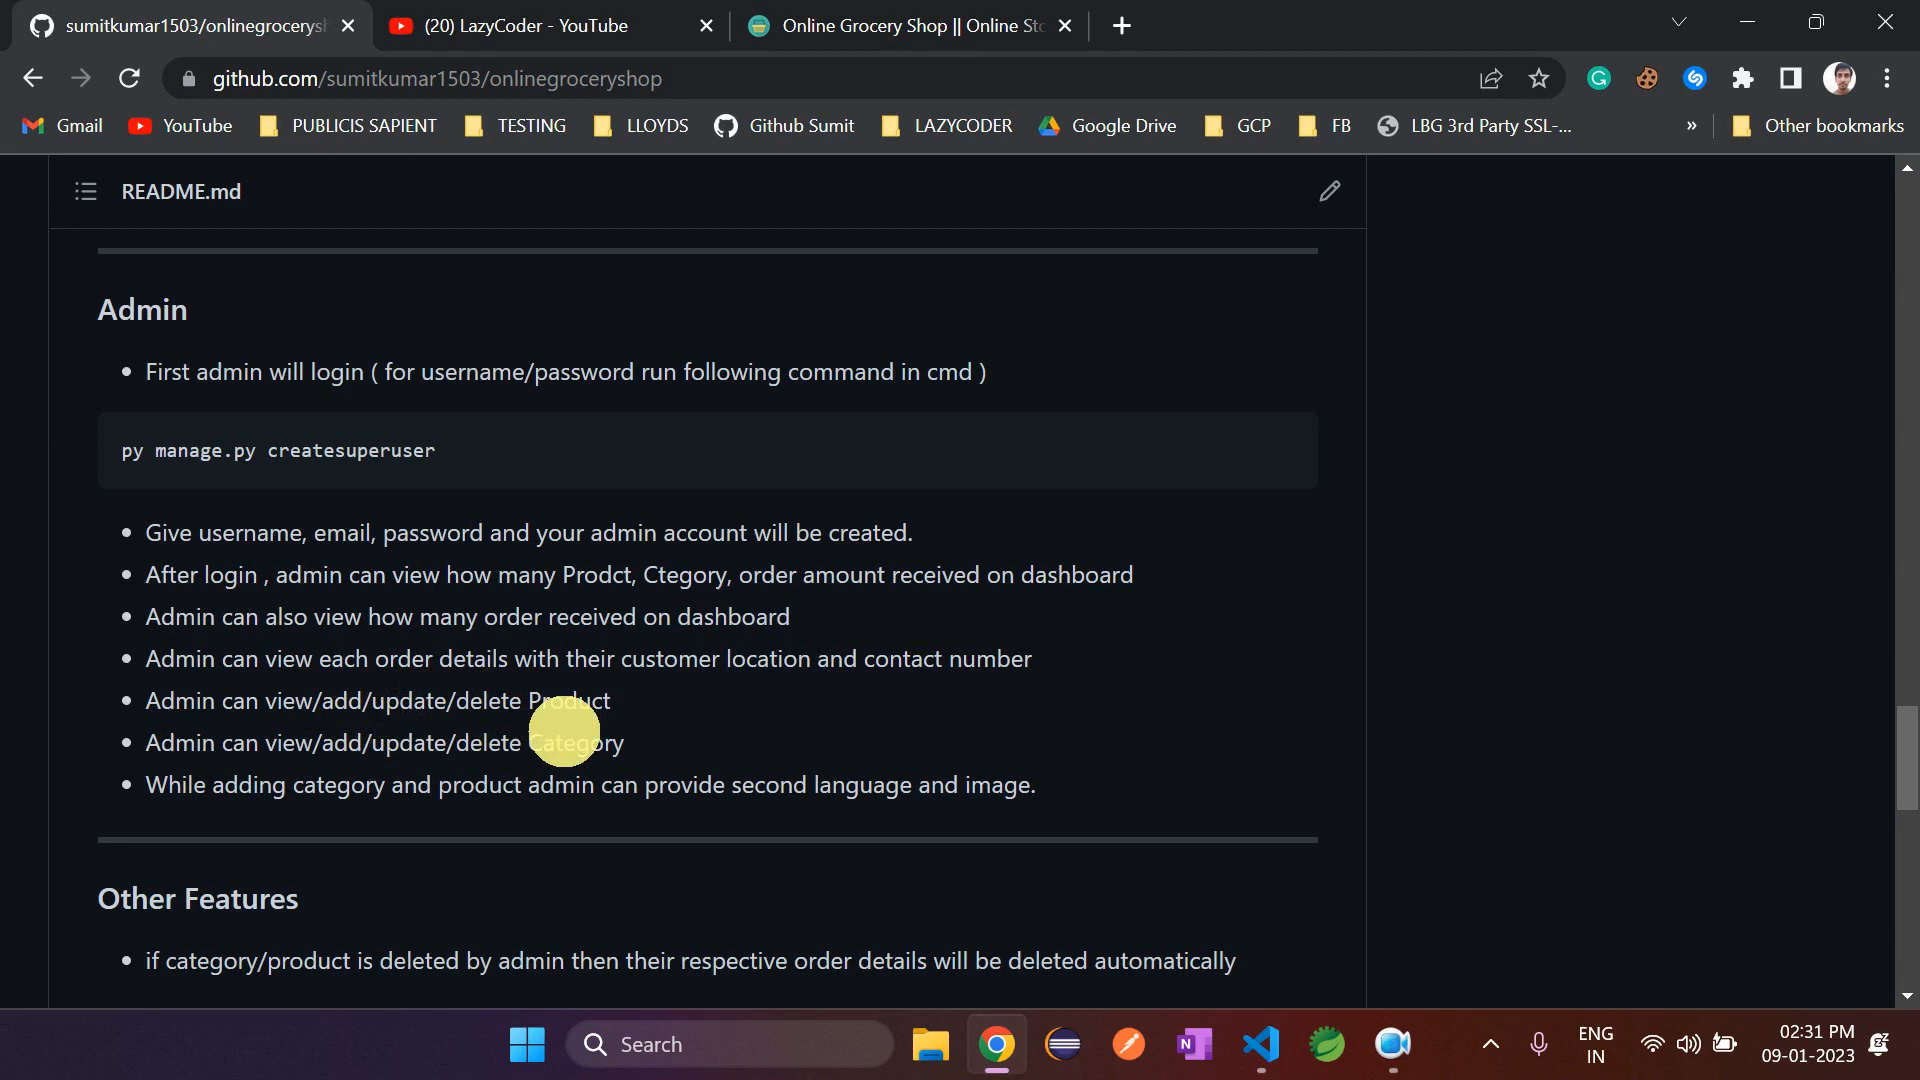 sumitkumar1503/onlinegrocerysh
(20) LazyCoder - YouTube
Online Grocery Shop || Online Sto
github.com/sumitkumar1503/onlinegroceryshop
Gmail
YouTube
PUBLICIS SAPIENT
TESTING
LLOYDS
Github Sumit
LAZYCODER
Google Drive
GCP
FB
LBG 3rd Party SSL-...
»
Other bookmarks
README.md
Admin
• First admin will login ( for username/password run following command in cmd )
py manage.py createsuperuser
• Give username, email, password and your admin account will be created.
• After login , admin can view how many Prodct, Ctegory, order amount received on dashboard
• Admin can also view how many order received on dashboard
• Admin can view each order details with their customer location and contact number
• Admin can view/add/update/delete Product
• Admin can view/add/update/delete Category
• While adding category and product admin can provide second language and image.
Other Features
• if category/product is deleted by admin then their respective order details will be deleted automatically
Search
ENG
IN
02:31 PM
09-01-2023